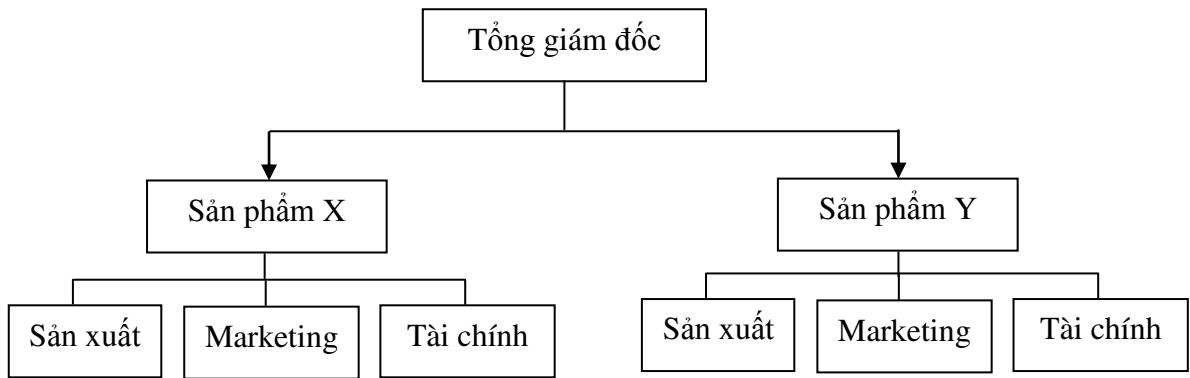 Tổng giám đốc
Sản phẩm X
Sản phẩm Y
Sản xuất
Marketing
Tài chính
Sản xuất
Marketing
Tài chính